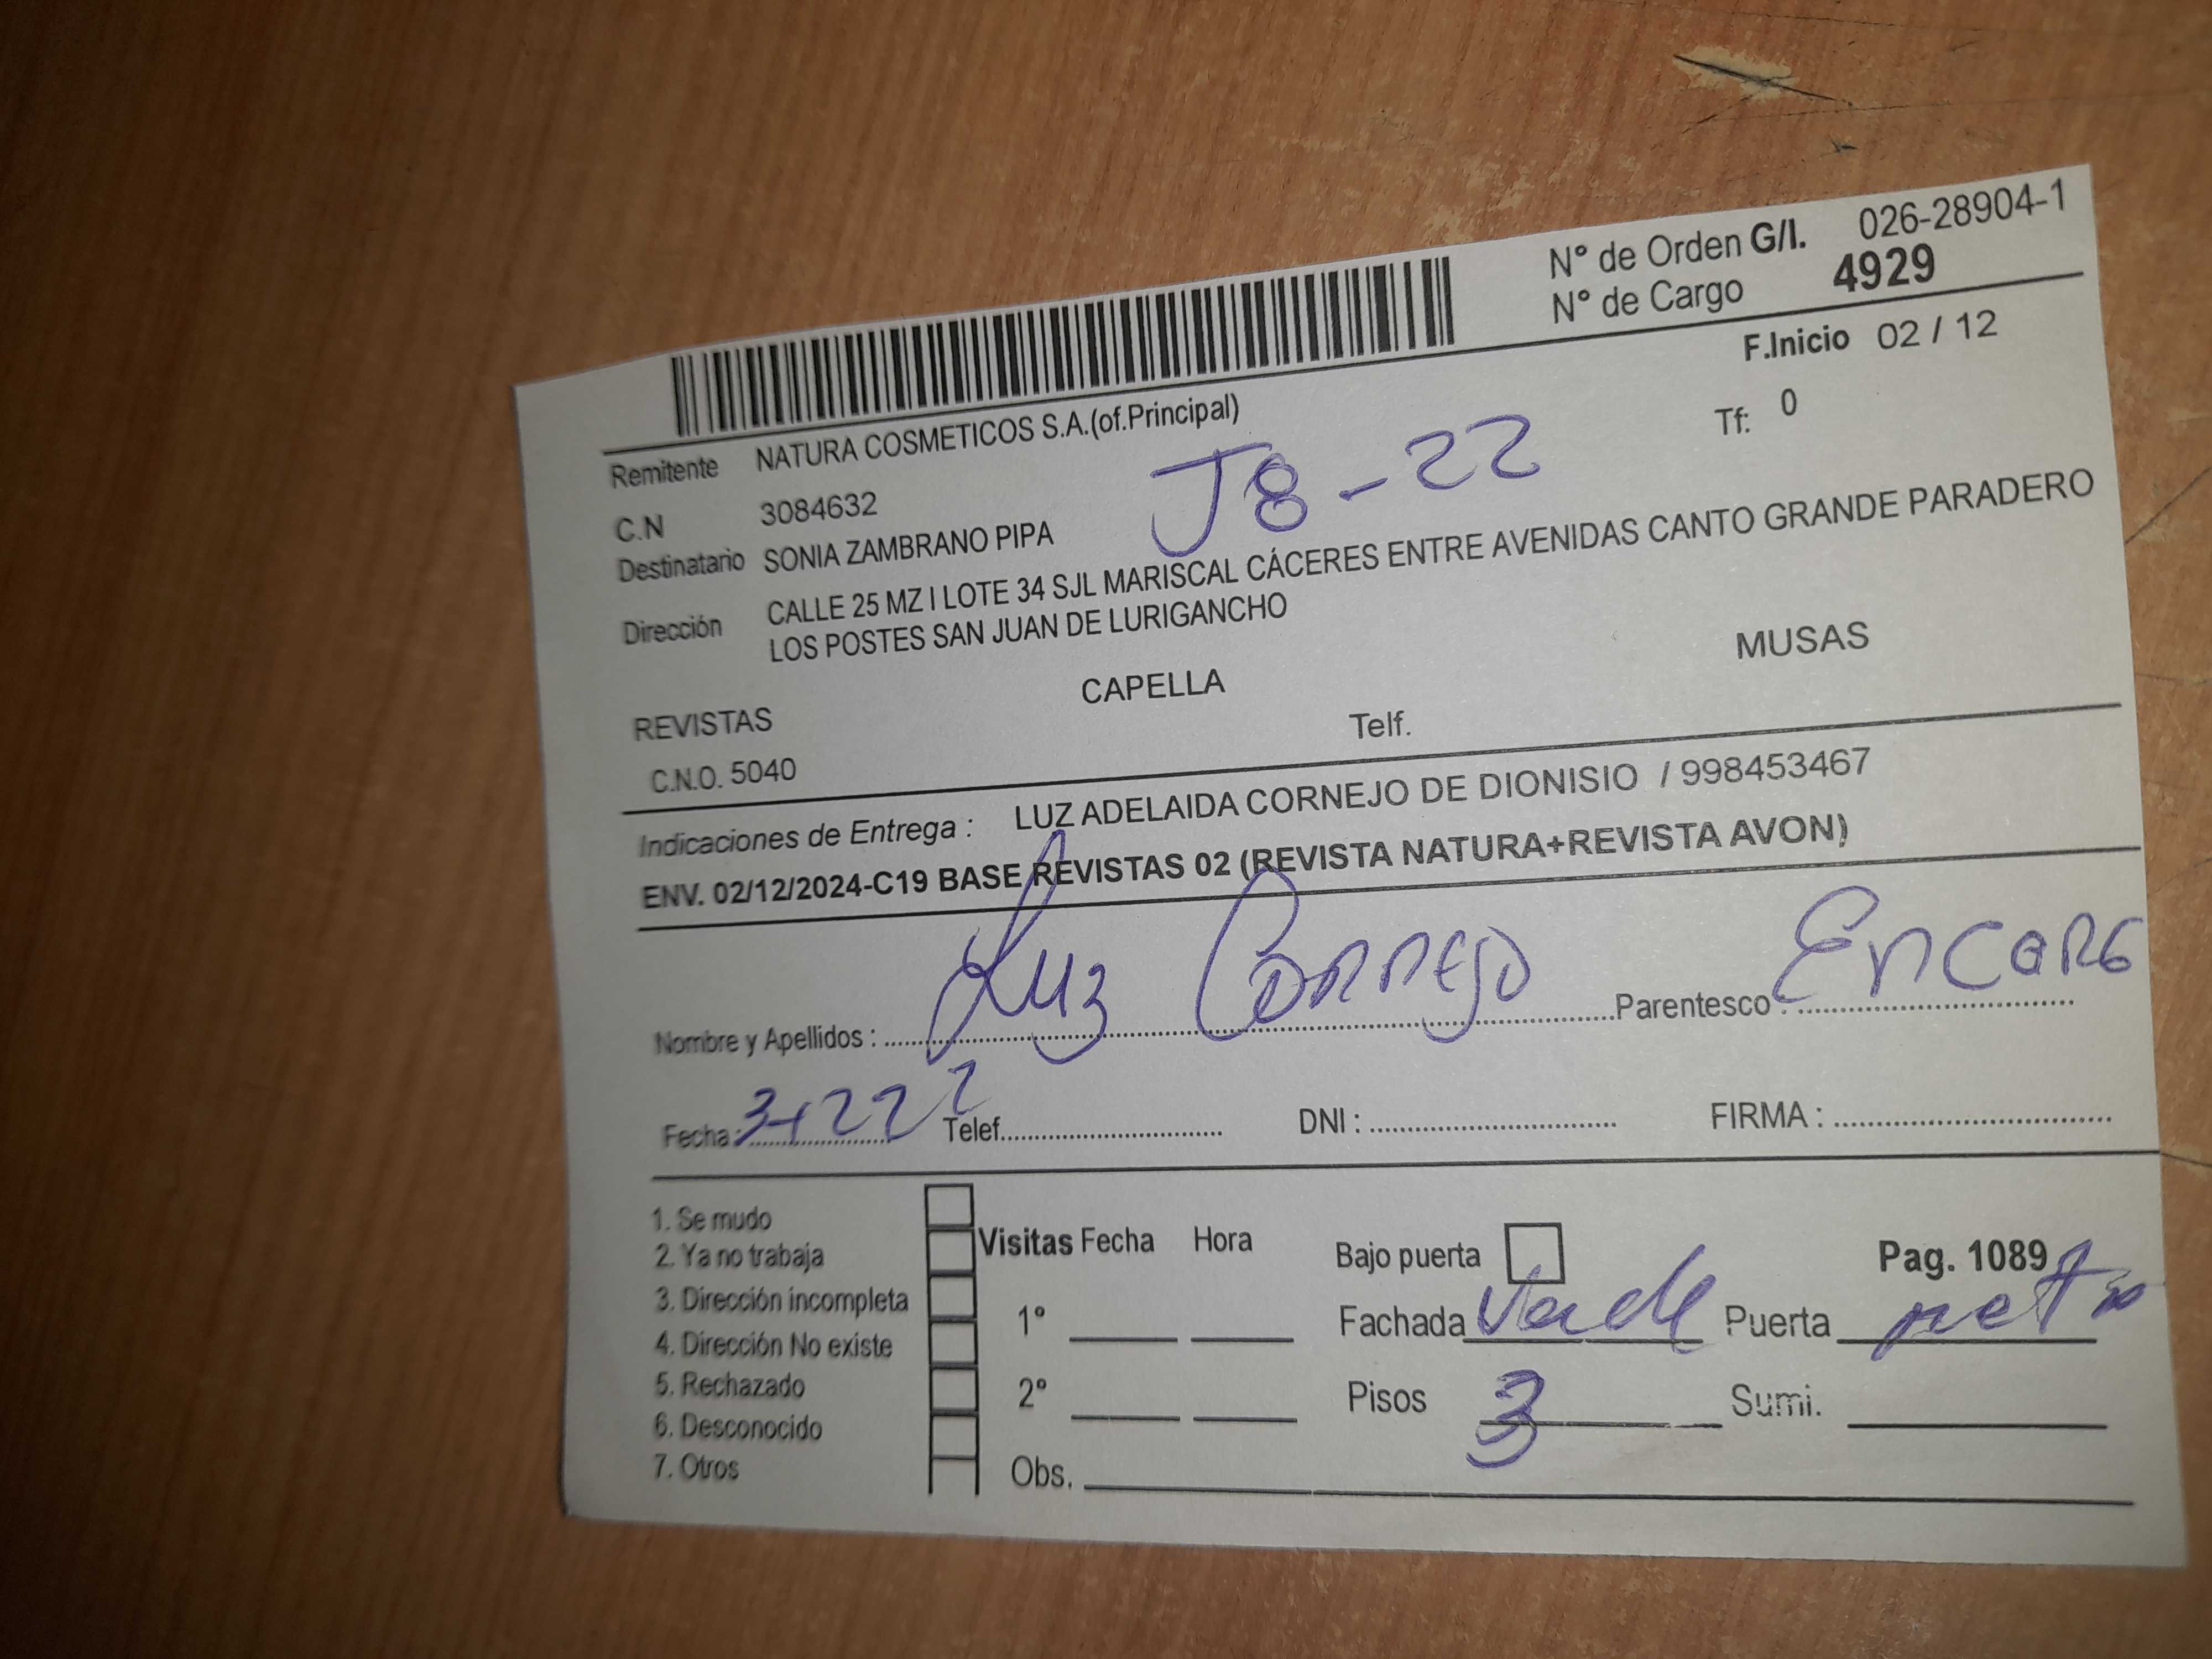 N° de Orden G/I. 026-28904-1
N° de Cargo 4929
F.Inicio 02 / 12
Remitente NATURA COSMETICOS S.A.(of.Principal)
Tf: 0
C.N 3084632
J8-22
Destinatario SONIA ZAMBRANO PIPA
Dirección CALLE 25 MZ I LOTE 34 SJL MARISCAL CÁCERES ENTRE AVENIDAS CANTO GRANDE PARADERO
LOS POSTES SAN JUAN DE LURIGANCHO
REVISTAS CAPELLA MUSAS
C.N.O. 5040 Telf.
Indicaciones de Entrega : LUZ ADELAIDA CORNEJO DE DIONISIO / 998453467
ENV. 02/12/2024-C19 BASE REVISTAS 02 (REVISTA NATURA+REVISTA AVON)
Nombre y Apellidos : Luz Cornejo Parentesco : Encarg
Fecha : Telef. DNI : FIRMA :
1. Se mudo
2. Ya no trabaja
3. Dirección incompleta
4. Dirección No existe
5. Rechazado
6. Desconocido
7. Otros
Visitas Fecha Hora
1°
2°
Obs.
Bajo puerta Pag. 1089
Fachada Verde Puerta
Pisos 3 Sumi.